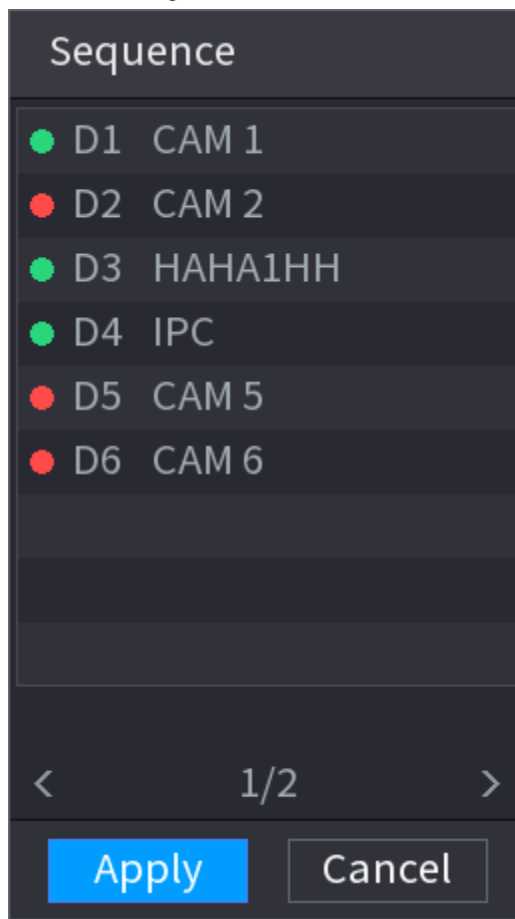 Sequence
D1 CAM 1
D2 CAM 2
D3 HAHA1HH
D4 IPC
D5 CAM 5
D6 CAM 6
< 1/2 >
Apply Cancel